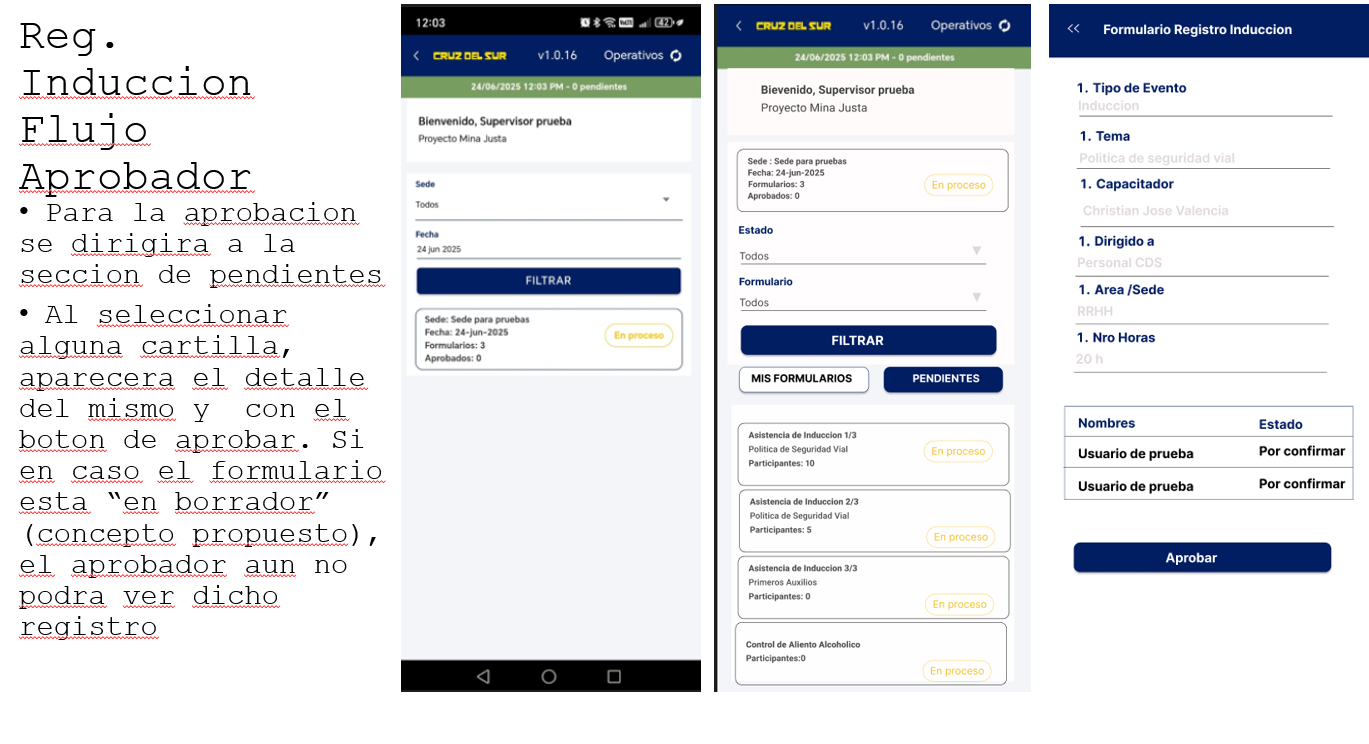 Reg.
Induccion
Flujo
Aprobador
• Para la aprobacion
se dirigira a la
seccion de pendientes
• Al seleccionar
alguna cartilla,
aparecera el detalle
del mismo y con el
boton de aprobar. Si
en caso el formulario
esta “en borrador”
(concepto propuesto),
el aprobador aun no
podra ver dicho
registro
12:03
42
CRUZ DEL SUR v1.0.16 Operativos
24/06/2025 12:03 PM - 0 pendientes
Bienvenido, Supervisor prueba
Proyecto Mina Justa
Sede
Todos
Fecha
24 jun 2025
FILTRAR
Sede: Sede para pruebas
Fecha: 24-jun-2025
Formularios: 3
Aprobados: 0
En proceso
CRUZ DEL SUR v1.0.16 Operativos
24/06/2025 12:03 PM - 0 pendientes
Bievenido, Supervisor prueba
Proyecto Mina Justa
Sede : Sede para pruebas
Fecha: 24-jun-2025
Formularios: 3
Aprobados: 0
En proceso
Estado
Todos
Formulario
Todos
FILTRAR
MIS FORMULARIOS PENDIENTES
Asistencia de Induccion 1/3
Politica de Seguridad Vial
Participantes: 10
En proceso
Asistencia de Induccion 2/3
Politica de Seguridad Vial
Participantes: 5
En proceso
Asistencia de Induccion 3/3
Primeros Auxilios
Participantes: 0
En proceso
Control de Aliento Alcoholico
Participantes:0
En proceso
<< Formulario Registro Induccion
1. Tipo de Evento
Induccion
1. Tema
Politica de seguridad vial
1. Capacitador
Christian Jose Valencia
1. Dirigido a
Personal CDS
1. Area /Sede
RRHH
1. Nro Horas
20 h
Nombres Estado
Usuario de prueba Por confirmar
Usuario de prueba Por confirmar
Aprobar